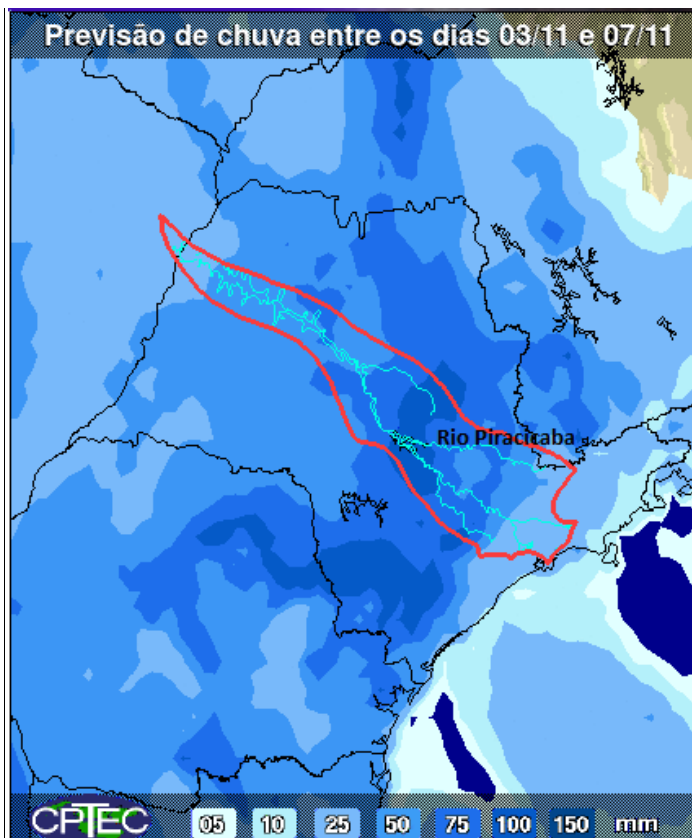 Previsão de chuva entre os dias 03/11 e 07/11
Rio Piracicaba
CPTEC 05 10 25 50 75 100 150 mm